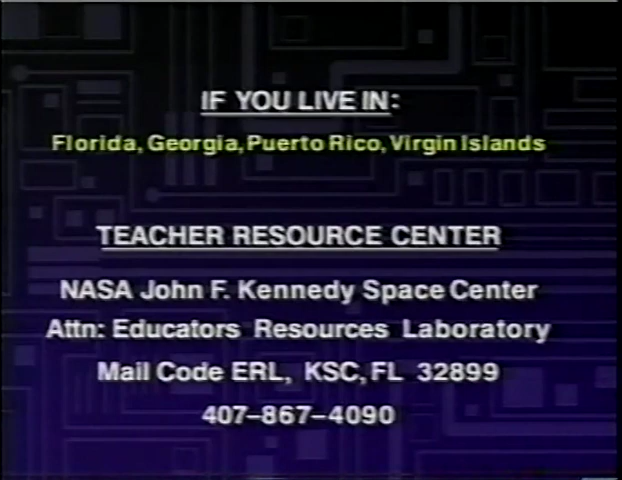 IF YOU LIVE IN:
Florida, Georgia, Puerto Rico, Virgin Islands
TEACHER RESOURCE CENTER
NASA John F. Kennedy Space Center
Attn: Educators Resources Laboratory
Mail Code ERL, KSC, FL 32899
407-867-4090